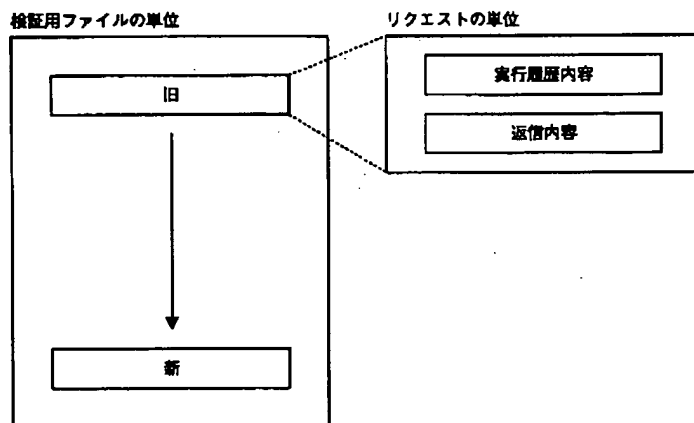 検証用ファイルの単位
リクエストの単位
旧
実行履歴内容
返信内容
新